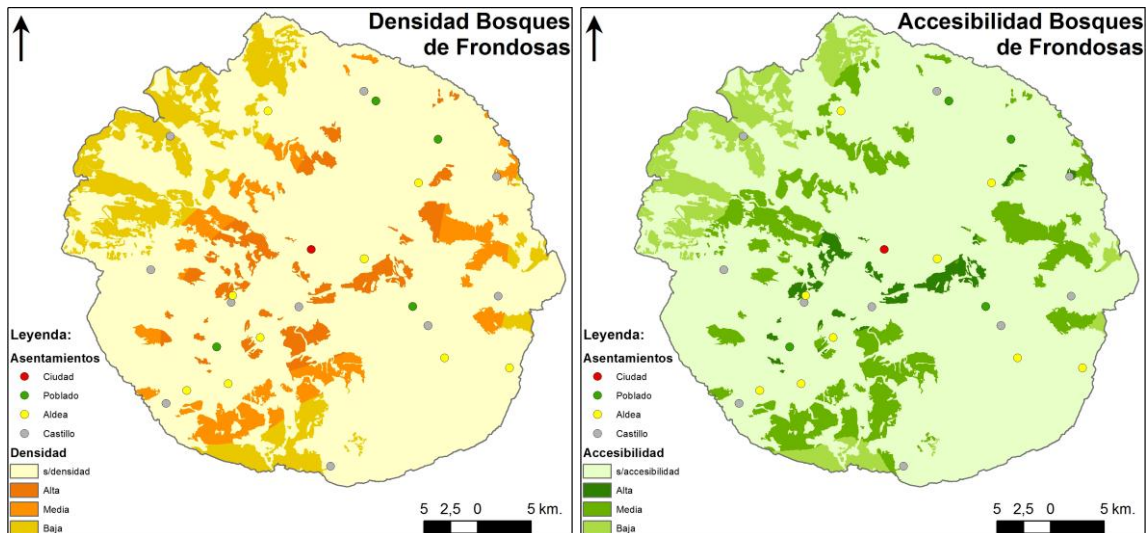 Densidad Bosques
de Frondosas
Leyenda:
Asentamientos
Ciudad
Poblado
Aldea
Castillo
Densidad
s/densidad
Alta
Media
Baja
5 2,5 0 5 km.
Accesibilidad Bosques
de Frondosas
Leyenda:
Asentamientos
Ciudad
Poblado
Aldea
Castillo
Accesibilidad
s/accesibilidad
Alta
Media
Baja
5 2,5 0 5 km.